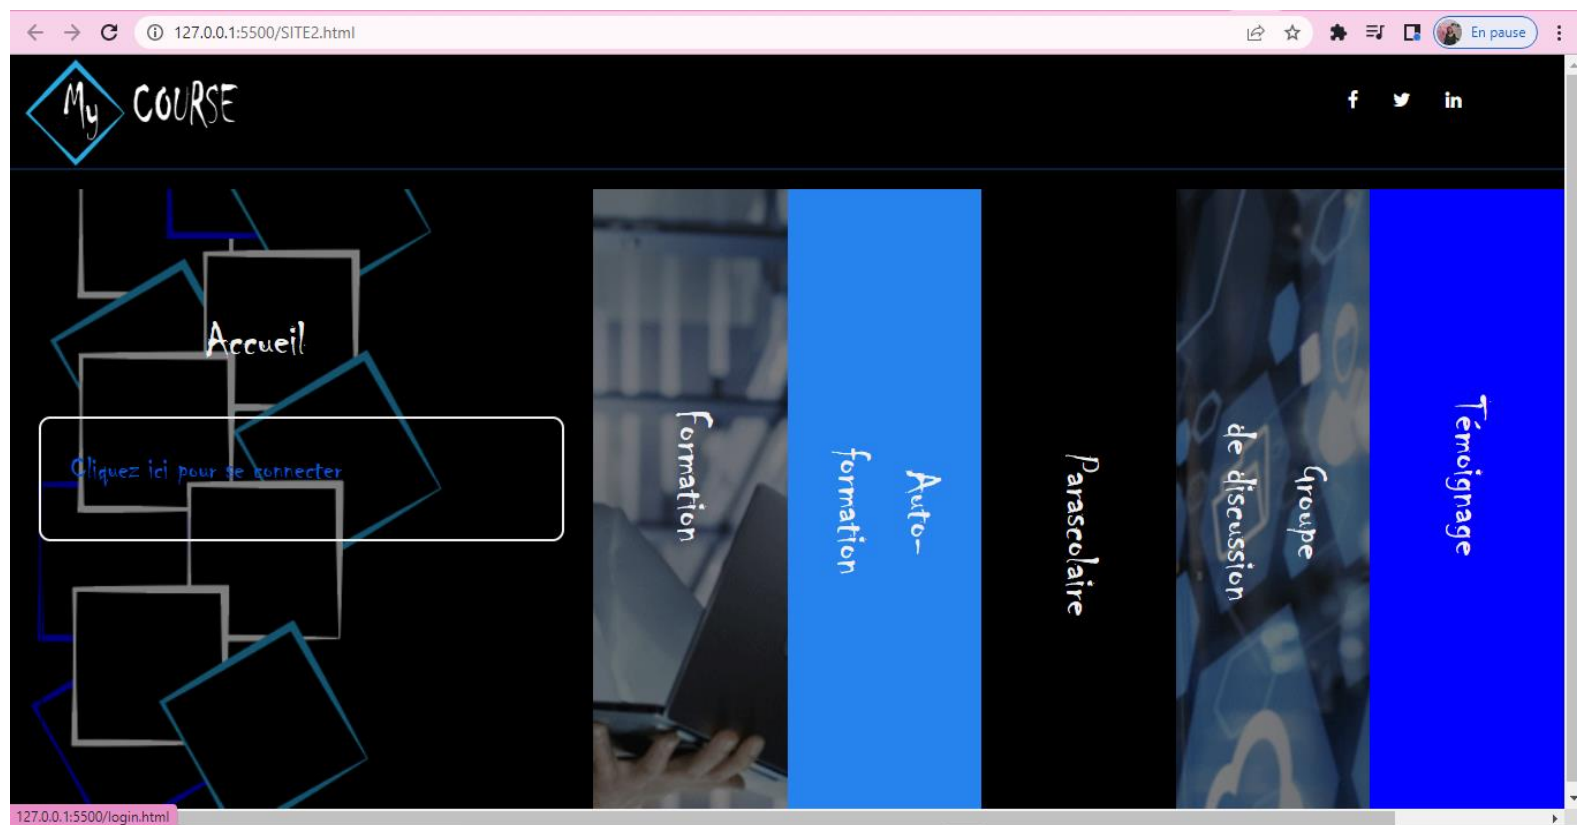 127.0.0.1:5500/SITE2.html
En pause
My COURSE
f in
Accueil
Cliquez ici pour se connecter
Formation
Auto-
formation
Parascolaire
Groupe
de discussion
Témoignage
127.0.0.1:5500/login.html